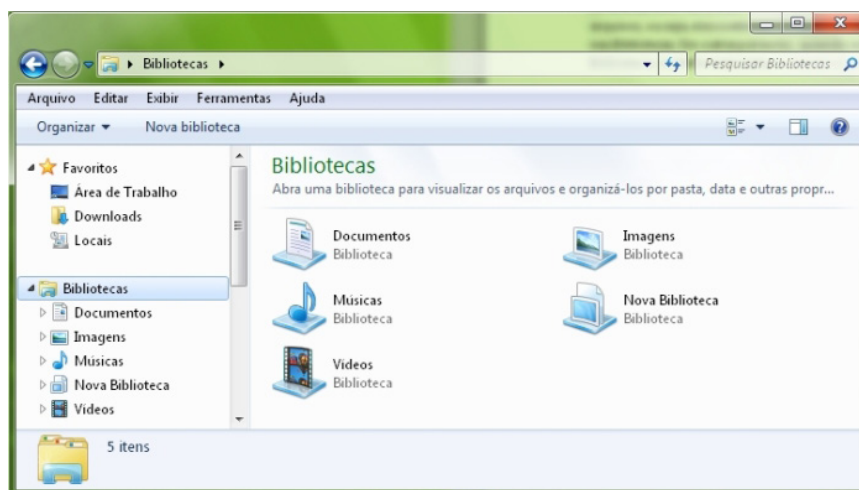 Bibliotecas
Pesquisar Bibliotecas
Arquivo Editar Exibir Ferramentas Ajuda
Organizar Nova biblioteca
Favoritos
Área de Trabalho
Downloads
Locais
Bibliotecas
Documentos
Imagens
Músicas
Nova Biblioteca
Vídeos
Bibliotecas
Abra uma biblioteca para visualizar os arquivos e organizá-los por pasta, data e outras propr...
Documentos
Biblioteca
Imagens
Biblioteca
Músicas
Biblioteca
Nova Biblioteca
Biblioteca
Vídeos
Biblioteca
5 itens